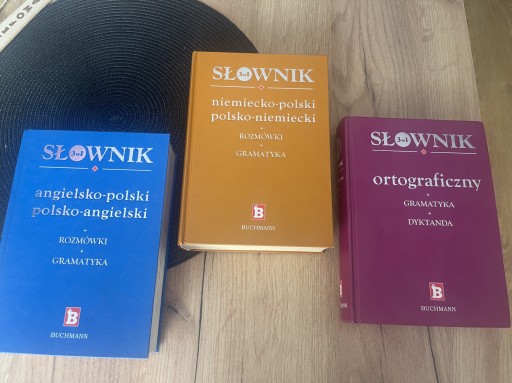 SŁOWNIK
3w1
angielsko-polski
polsko-angielski
ROZMÓWKI
GRAMATYKA
B
BUCHMANN
SŁOWNIK
3w1
niemiecko-polski
polsko-niemiecki
ROZMÓWKI
GRAMATYKA
B
BUCHMANN
SŁOWNIK
3w1
ortograficzny
GRAMATYKA
DYKTANDA
B
BUCHMANN